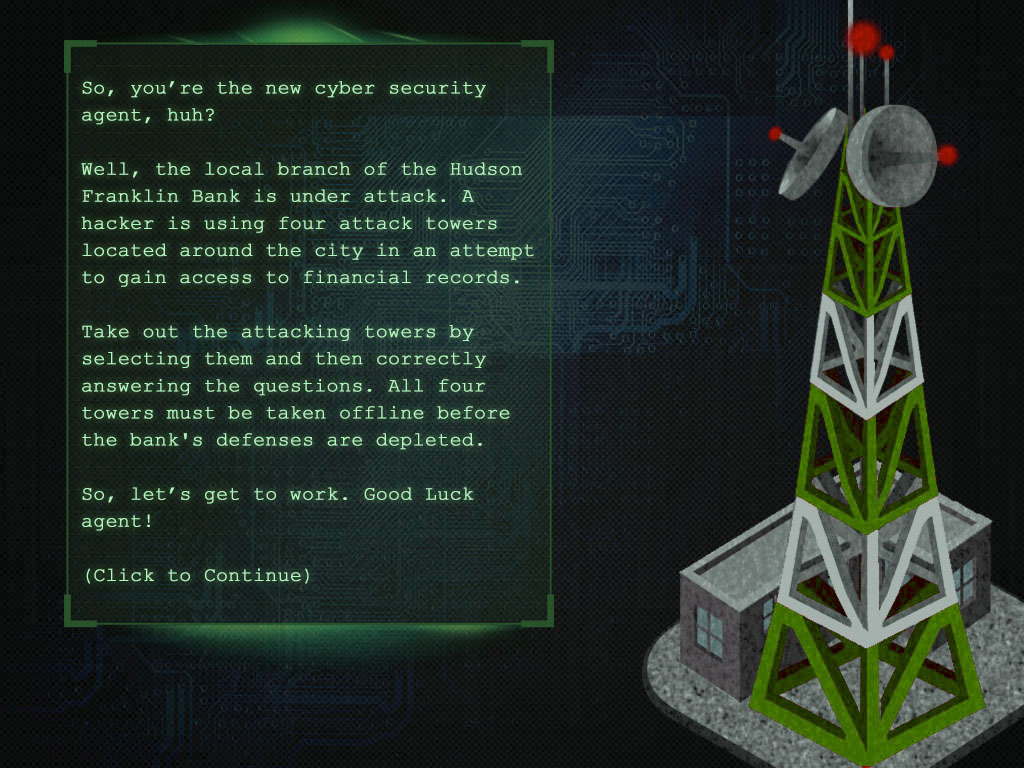 So, you’re the new cyber security
agent, huh?
Well, the local branch of the Hudson
Franklin Bank is under attack. A
hacker is using four attack towers
located around the city in an attempt
to gain access to financial records.
Take out the attacking towers by
selecting them and then correctly
answering the questions. All four
towers must be taken offline before
the bank's defenses are depleted.
So, let’s get to work. Good Luck
agent!
(Click to Continue)